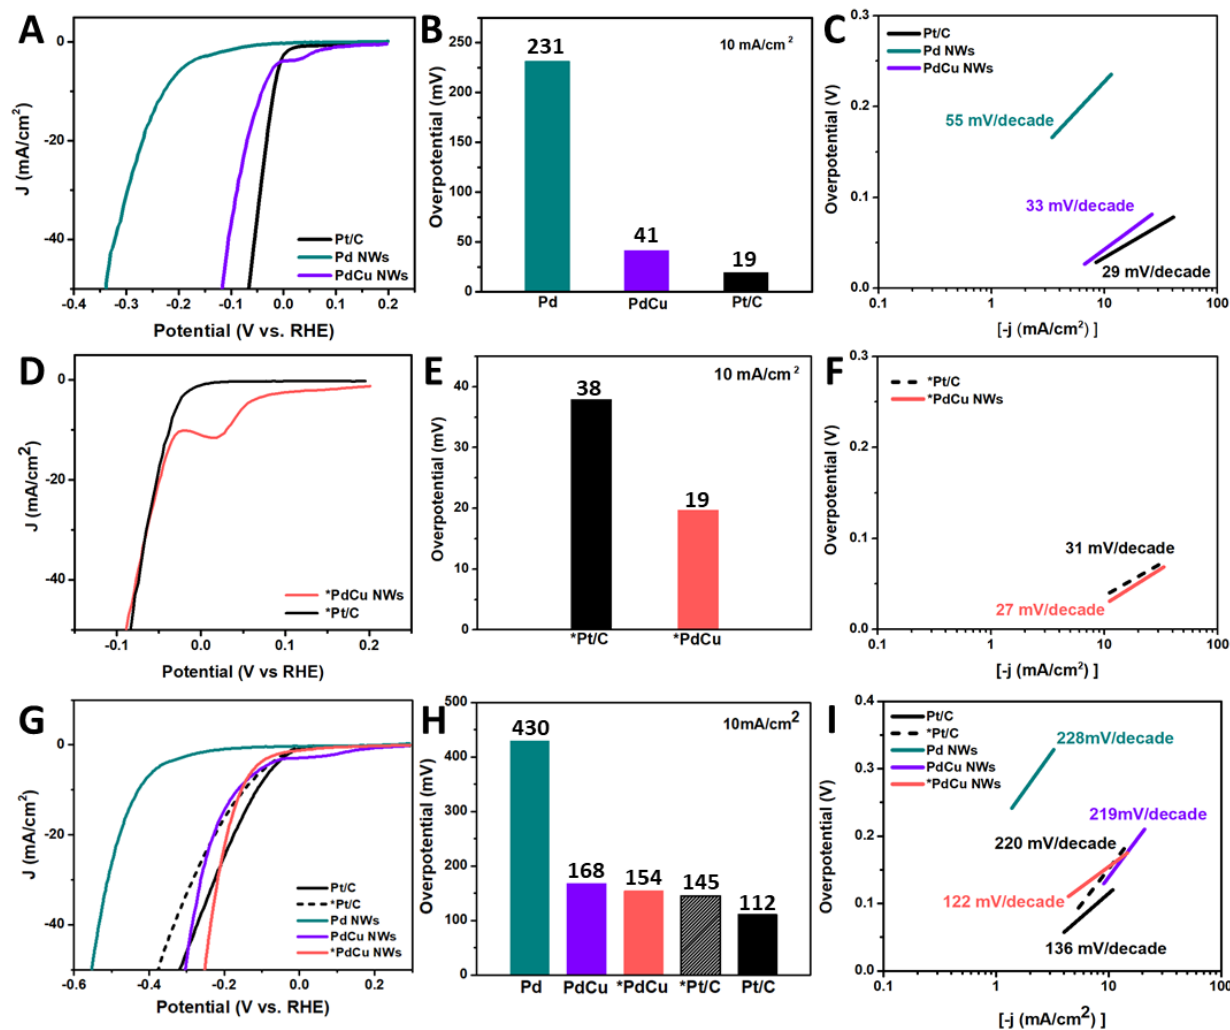 A
J (mA/cm²)
0
-20
-40
Pt/C
Pd NWs
PdCu NWs
-0.4 -0.3 -0.2 -0.1 0.0 0.1 0.2
Potential (V vs. RHE)
B
10 mA/cm²
Overpotential (mV)
250
225
200
175
150
125
100
75
50
25
0
231
41
19
Pd PdCu Pt/C
C
Pt/C
Pd NWs
PdCu NWs
Overpotential (V)
0.3
0.2
0.1
0.0
55 mV/decade
33 mV/decade
29 mV/decade
0.1 1 10 100
[-j (mA/cm²) ]
D
J (mA/cm²)
0
-20
-40
*PdCu NWs
*Pt/C
-0.1 0.0 0.1 0.2
Potential (V vs RHE)
E
10 mA/cm²
Overpotential (mV)
40
30
20
10
0
38
19
*Pt/C *PdCu
F
*Pt/C
*PdCu NWs
Overpotential (V)
0.3
0.2
0.1
0.0
31 mV/decade
27 mV/decade
0.1 1 10 100
[-j (mA/cm²) ]
G
J (mA/cm²)
10
0
-20
-40
Pt/C
*Pt/C
Pd NWs
PdCu NWs
*PdCu NWs
-0.6 -0.4 -0.2 0.0 0.2
Potential (V vs. RHE)
H
10mA/cm²
Overpotential (mV)
500
400
300
200
100
0
430
168
154
145
112
Pd PdCu *PdCu *Pt/C Pt/C
I
Pt/C
*Pt/C
Pd NWs
PdCu NWs
*PdCu NWs
Overpotential (V)
0.4
0.3
0.2
0.1
0.0
228mV/decade
219mV/decade
220 mV/decade
122 mV/decade
136 mV/decade
0.1 1 10 100
[-j (mA/cm²) ]